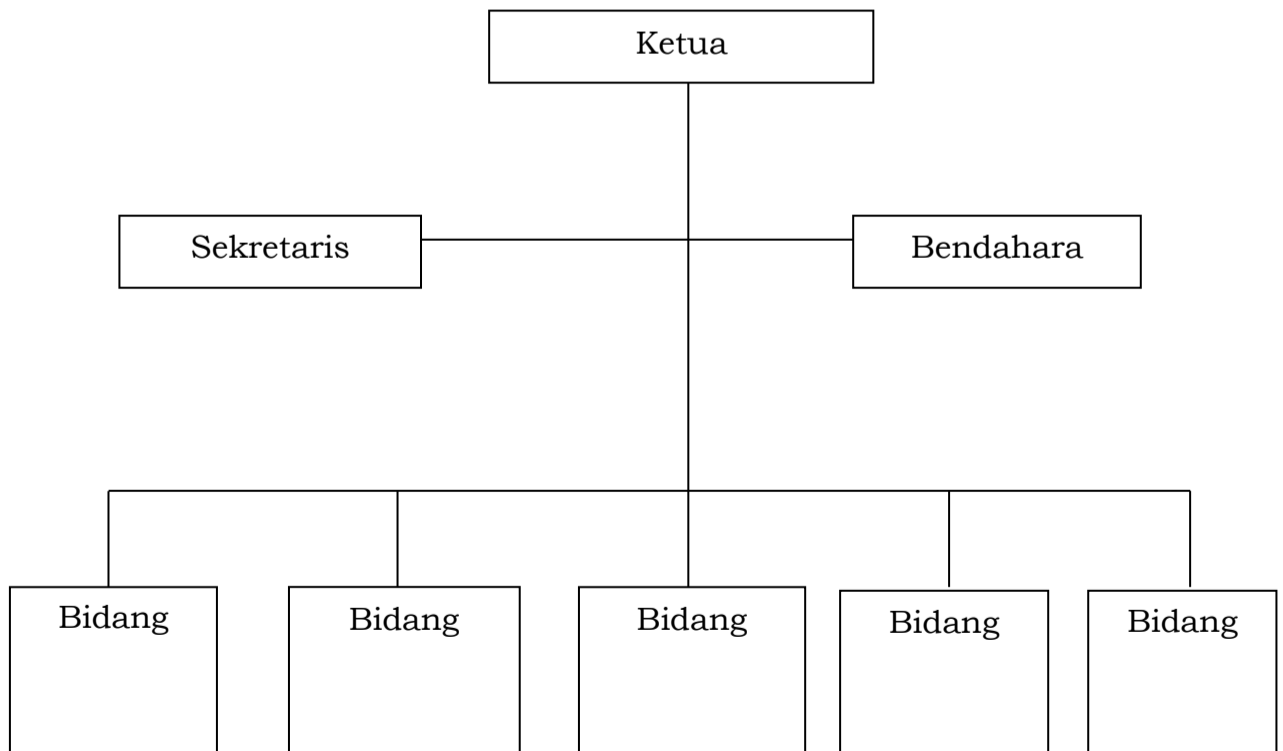 Ketua
Sekretaris
Bendahara
Bidang
Bidang
Bidang
Bidang
Bidang